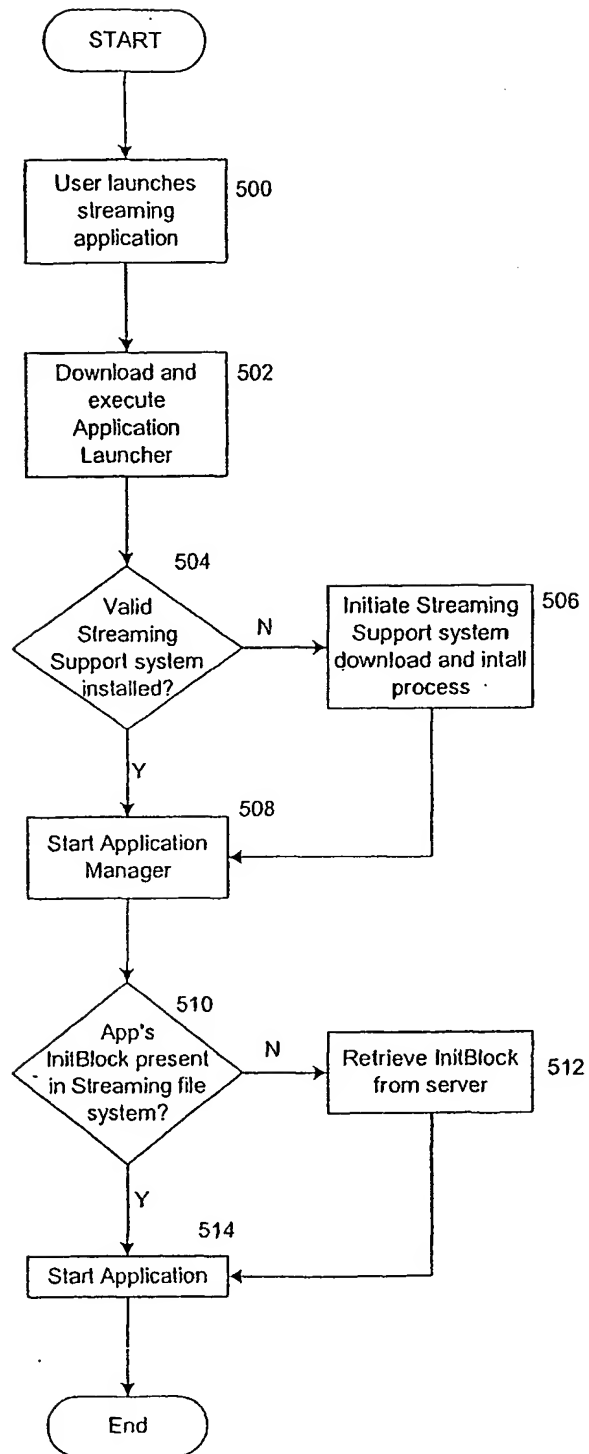 START
User launches
streaming
application
500
Download and
execute
Application
Launcher
502
504
Valid
Streaming
Support system
installed?
N
Initiate Streaming
Support system
download and intall
process
506
Y
508
Start Application
Manager
510
App's
InitBlock present
in Streaming file
system?
N
Retrieve InitBlock
from server
512
Y
514
Start Application
End